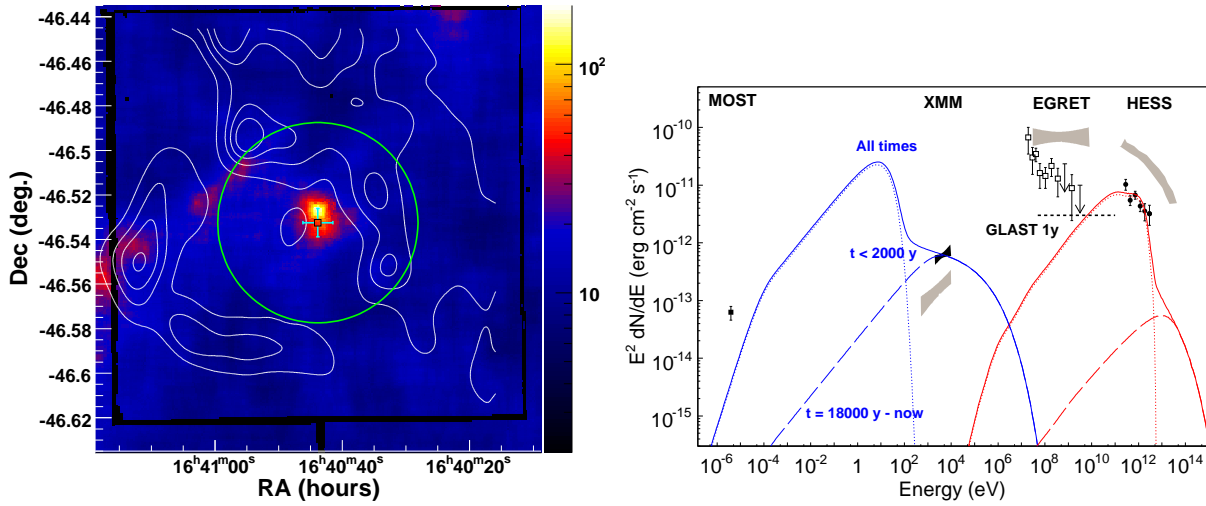 -46.44
-46.46
-46.48
-46.5
-46.52
-46.54
-46.56
-46.58
-46.6
-46.62
Dec (deg.)
16h41m00s
16h40m40s
16h40m20s
RA (hours)
10²
10
MOST
XMM
EGRET
HESS
All times
GLAST 1y
t < 2000 y
t = 18000 y - now
E² dN/dE (erg cm⁻² s⁻¹)
10⁻¹⁰
10⁻¹¹
10⁻¹²
10⁻¹³
10⁻¹⁴
10⁻¹⁵
10⁻⁶
10⁻⁴
10⁻²
1
10²
10⁴
10⁶
10⁸
10¹⁰
10¹²
10¹⁴
Energy (eV)